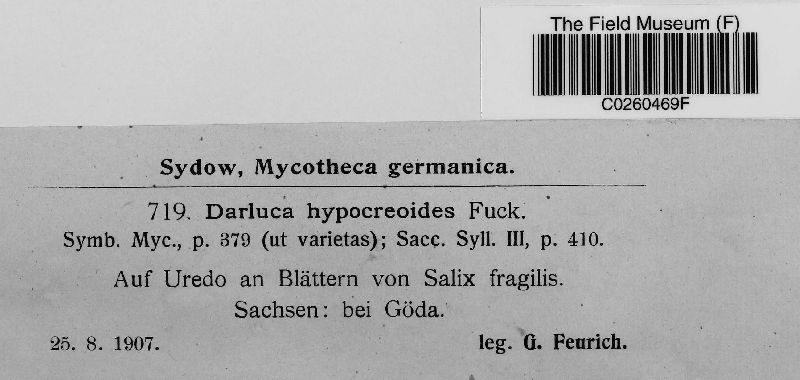 The Field Museum (F)
C0260469F
Sydow, Mycotheca germanica.
719. Darluca hypocreoides Fuck.
Symb. Myc., p. 379 (ut varietas); Sacc. Syll. III, p. 410.
Auf Uredo an Blättern von Salix fragilis.
Sachsen: bei Göda.
25. 8. 1907. leg. G. Feurich.